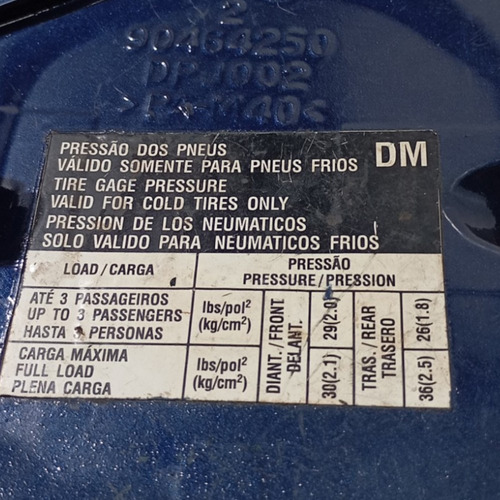 2
90464250
PRESSÃO DOS PNEUS
VÁLIDO SOMENTE PARA PNEUS FRIOS
DM
TIRE GAGE PRESSURE
VALID FOR COLD TIRES ONLY
PRESSION DE LOS NEUMATICOS
SOLO VALIDO PARA NEUMATICOS FRIOS
LOAD/CARGA
PRESSÃO
PRESSURE/PRESSION
ATÉ 3 PASSAGEIROS
UP TO 3 PASSENGERS
HASTA PERSONAS
lbs/pol²
(kg/cm²)
DIANT./FRONT
DELANT.
29(2.0)
TRAS./REAR
TRASERO
26(1.8)
CARGA MÁXIMA
FULL LOAD
PLENA CARGA
lbs/pol²
(kg/cm²)
30(2.1)
36(2.5)